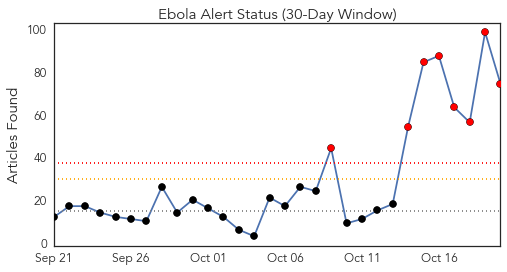 Ebola Alert Status (30-Day Window)
Articles Found
100
80
60
40
20
0
Sep 21 Sep 26 Oct 01 Oct 06 Oct 11 Oct 16